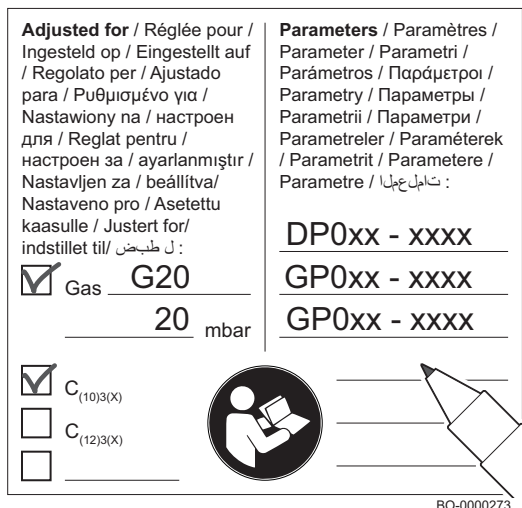 Adjusted for / Réglée pour /
Ingesteld op / Eingestellt auf
/ Regolato per / Ajustado
para / Ρυθμισμένο για /
Nastawiony na / настроен
для / Reglat pentru /
настроен за / ayarlanmıştır /
Nastavljen za / beállítva/
Nastaveno pro / Asetettu
kaasulle / Justert for/
indstillet til/ ل طبض :
Gas G20
20 mbar
C(10)3(X)
C(12)3(X)
Parameters / Paramètres /
Parameter / Parametri /
Parámetros / Παράμετροι /
Parametry / Параметры /
Parametrii / Параметри /
Parametreler / Paraméterek
/ Parametrit / Parametere /
Parametre / تاملعملا :
DP0xx - xxxx
GP0xx - xxxx
GP0xx - xxxx
BO-0000273